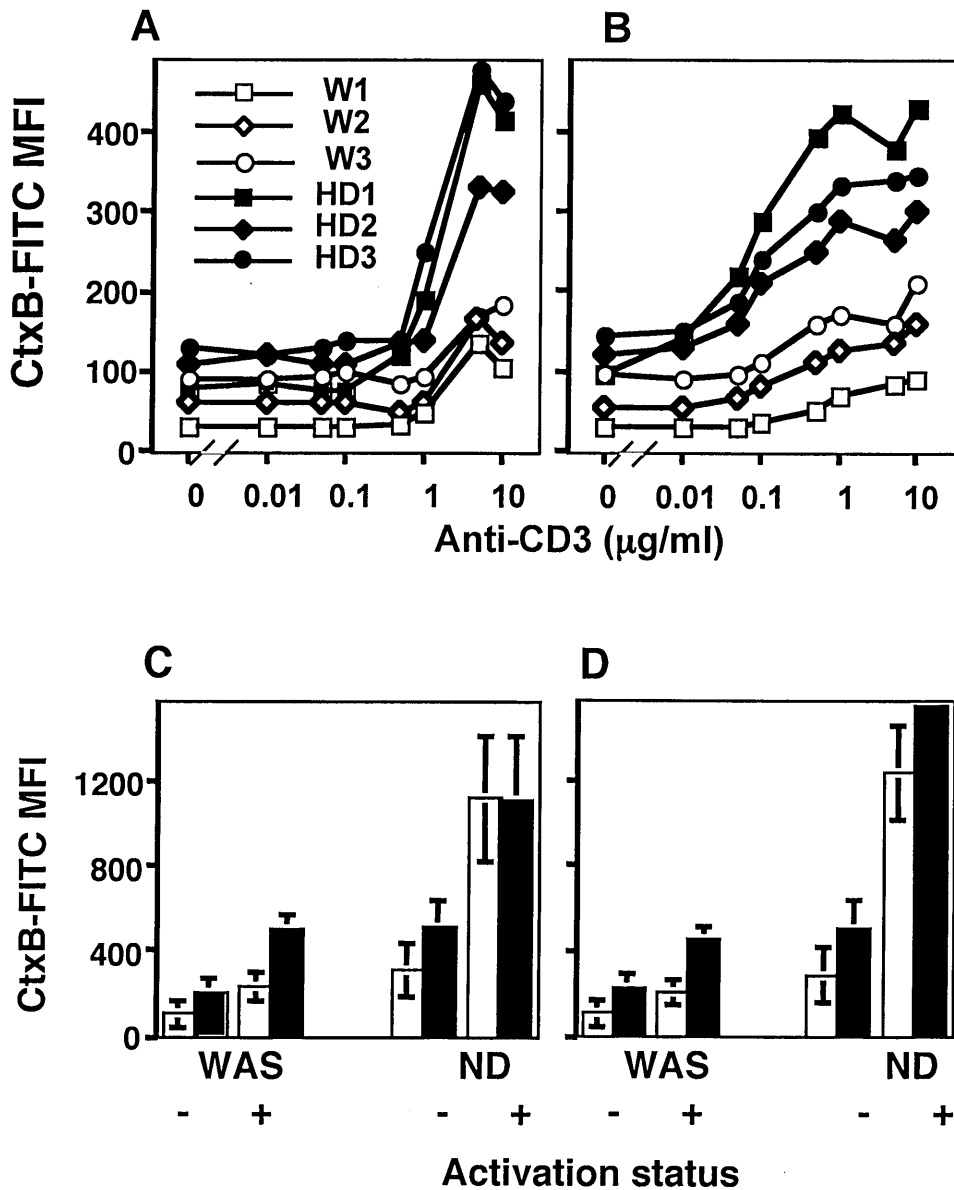 A
B
CtxB-FITC MFI
400
300
200
100
0
W1
W2
W3
HD1
HD2
HD3
0 0.01 0.1 1 10
0 0.01 0.1 1 10
Anti-CD3 (μg/ml)
C
D
CtxB-FITC MFI
1200
800
400
0
WAS ND
WAS ND
- + - +
- + - +
Activation status